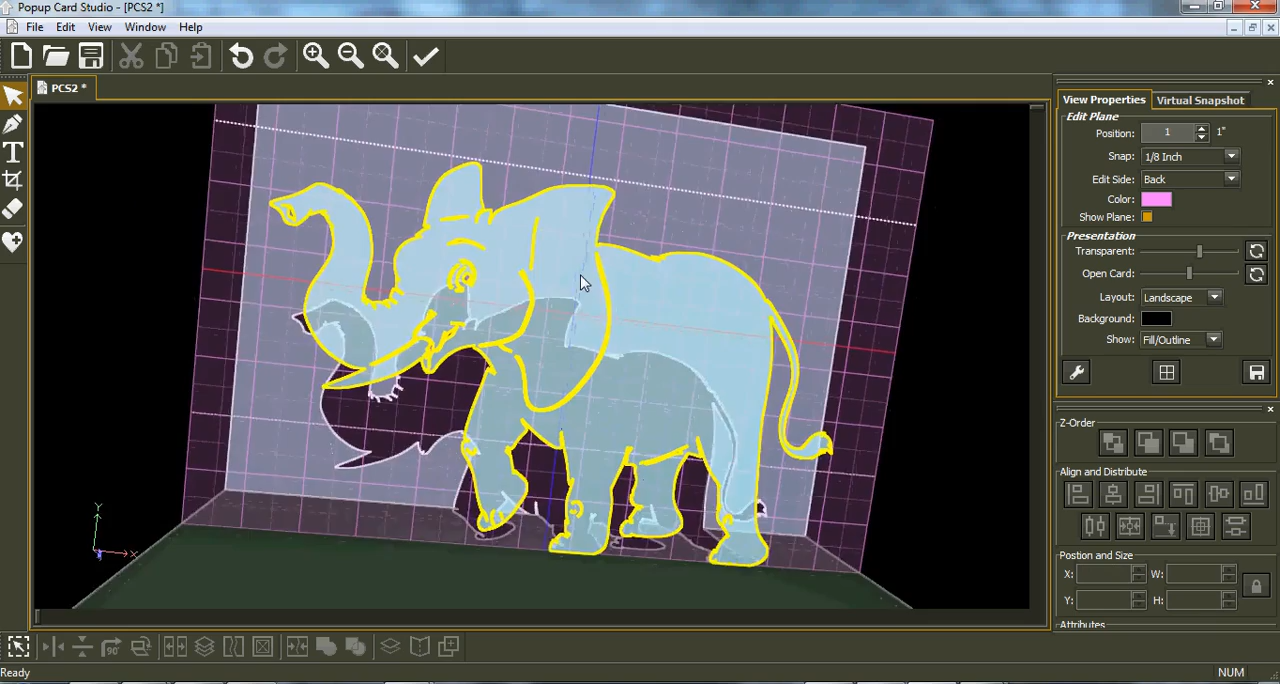 Popup Card Studio - [PCS2 *]
File Edit View Window Help
PCS2 *
View Properties Virtual Snapshot
Edit Plane
Position: 1 1"
Snap: 1/8 Inch
Edit Side: Back
Color:
Show Plane:
Presentation
Transparent:
Open Card:
Layout: Landscape
Background:
Show: Fill/Outline
Z-Order
Align and Distribute
90°
Postion and Size
X: W:
Y: H:
Attributes
Y
X
Ready NUM